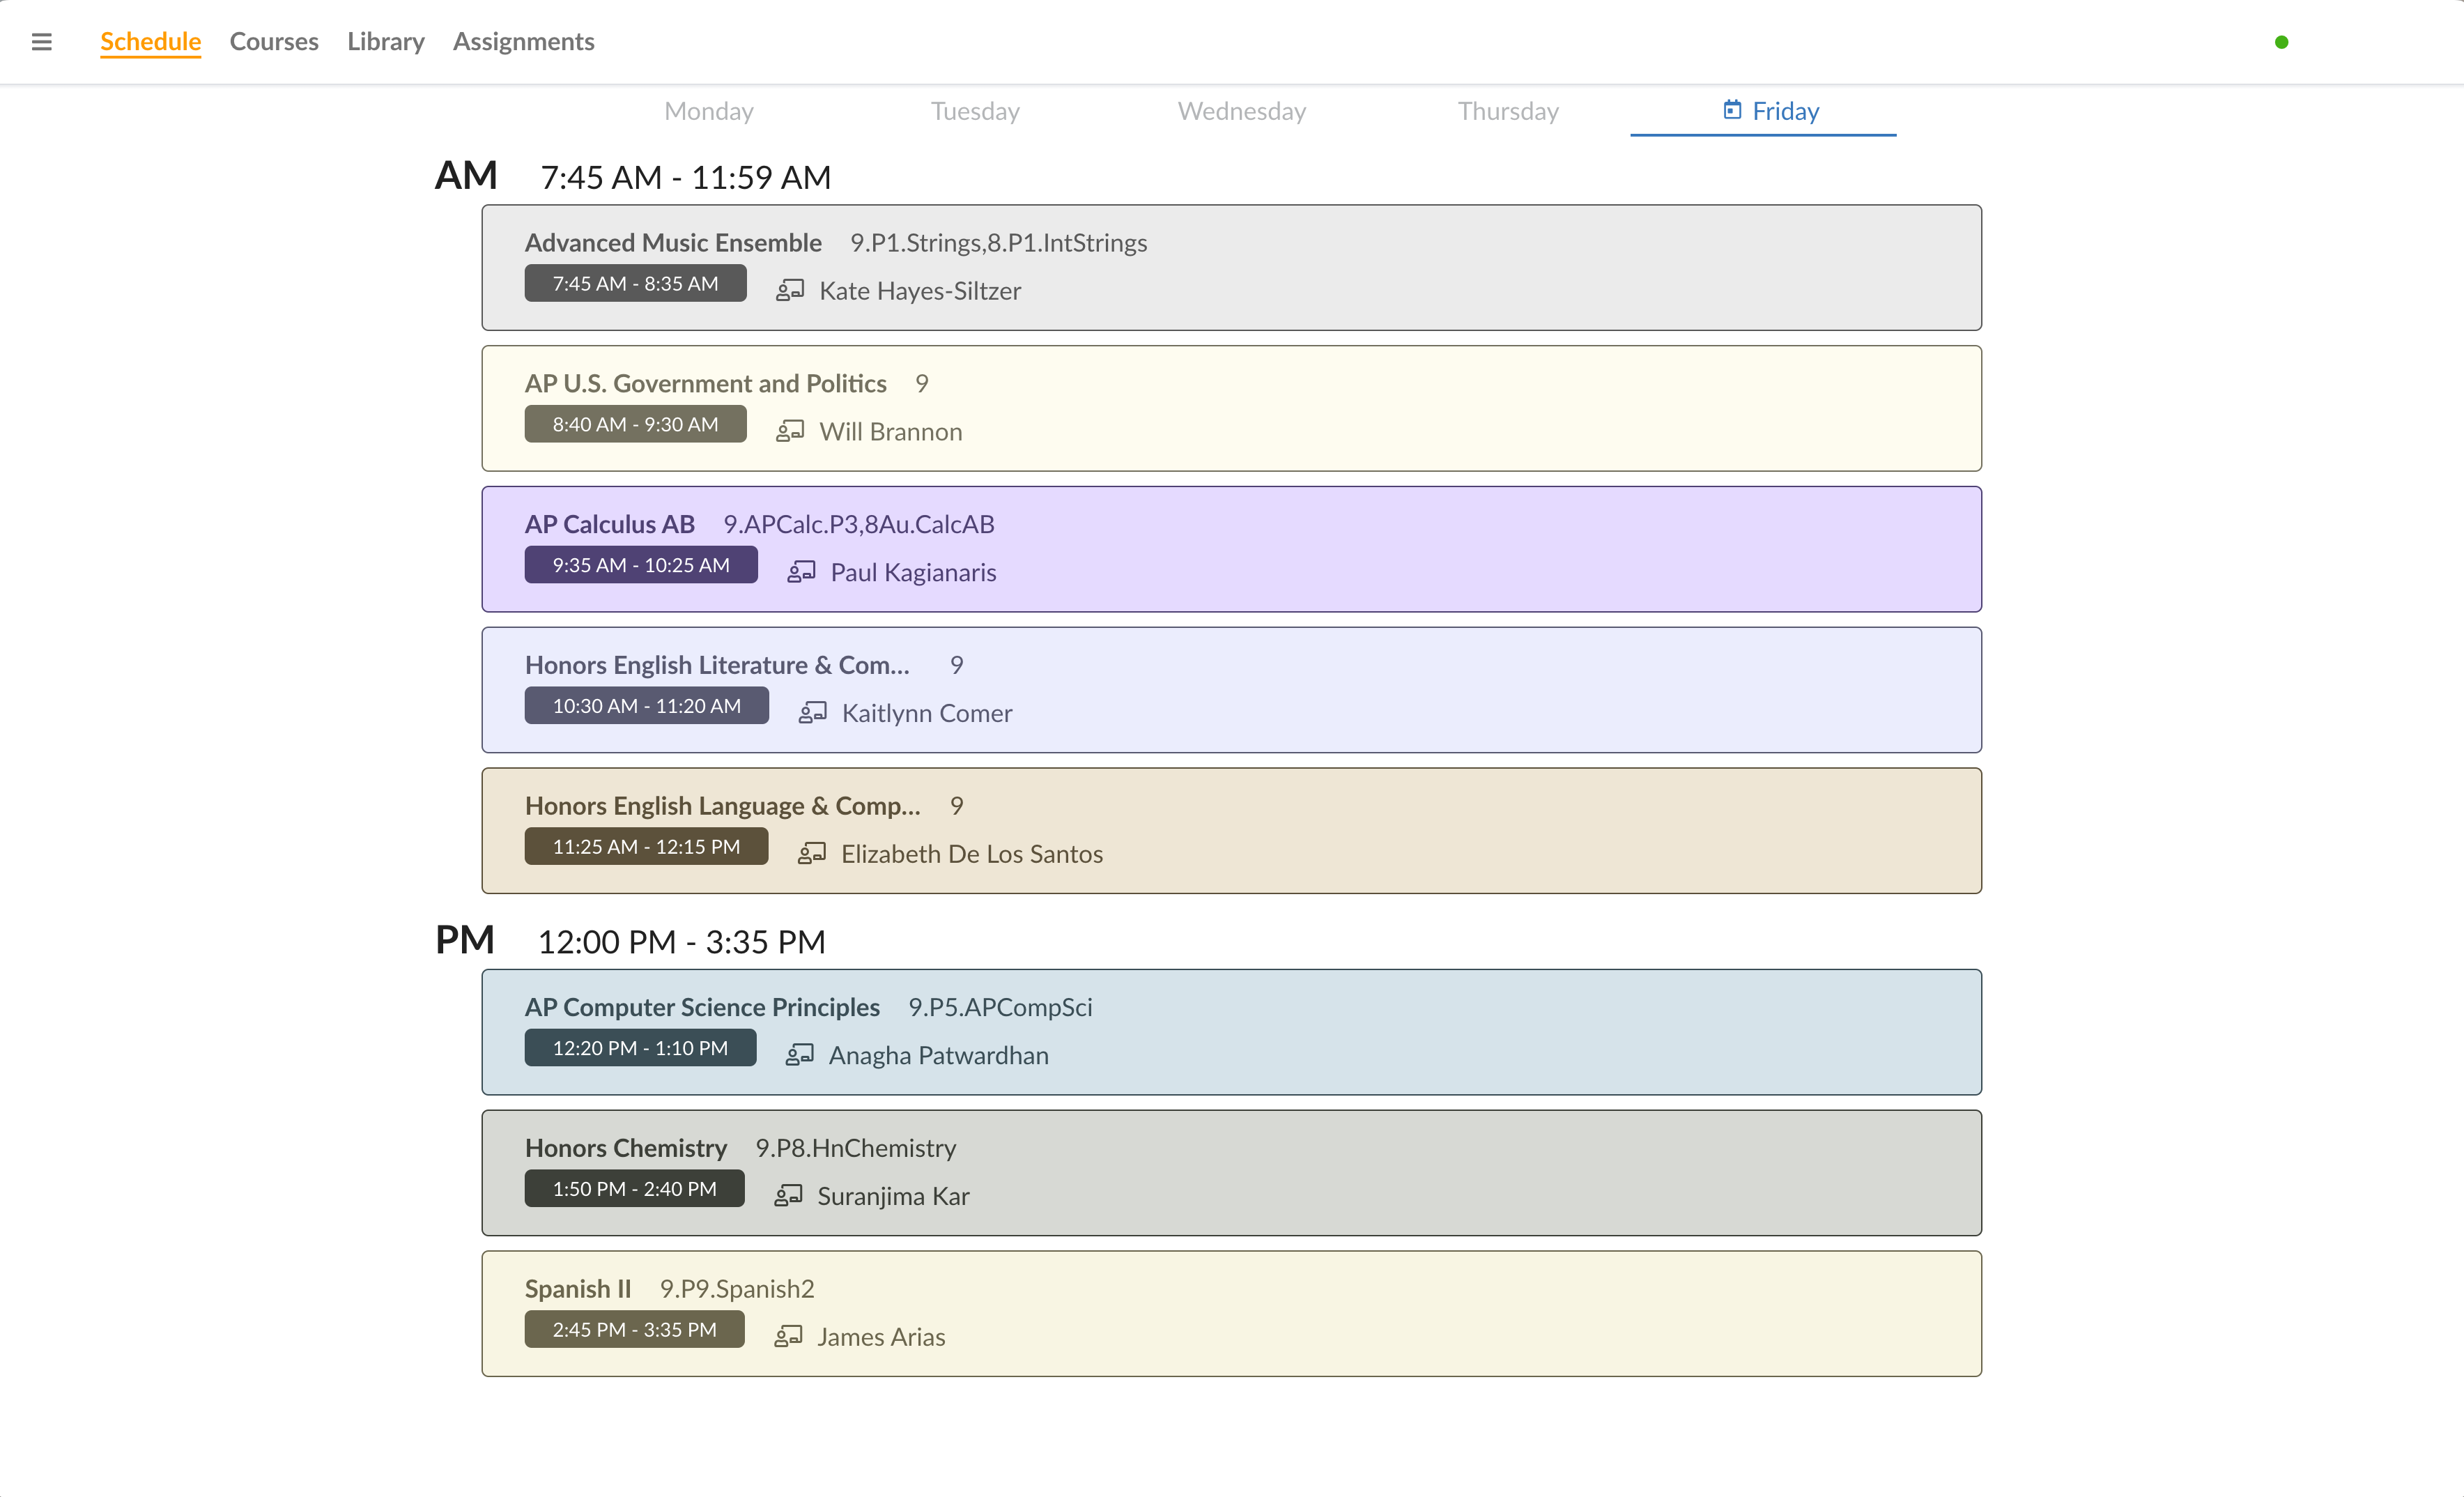 Schedule Courses Library Assignments
Monday Tuesday Wednesday Thursday Friday
AM 7:45 AM - 11:59 AM
Advanced Music Ensemble 9.P1.Strings,8.P1.IntStrings
7:45 AM - 8:35 AM Kate Hayes-Siltzer
AP U.S. Government and Politics 9
8:40 AM - 9:30 AM Will Brannon
AP Calculus AB 9.APCalc.P3,8Au.CalcAB
9:35 AM - 10:25 AM Paul Kagianaris
Honors English Literature & Com... 9
10:30 AM - 11:20 AM Kaitlynn Comer
Honors English Language & Comp... 9
11:25 AM - 12:15 PM Elizabeth De Los Santos
PM 12:00 PM - 3:35 PM
AP Computer Science Principles 9.P5.APCompSci
12:20 PM - 1:10 PM Anagha Patwardhan
Honors Chemistry 9.P8.HnChemistry
1:50 PM - 2:40 PM Suranjima Kar
Spanish II 9.P9.Spanish2
2:45 PM - 3:35 PM James Arias